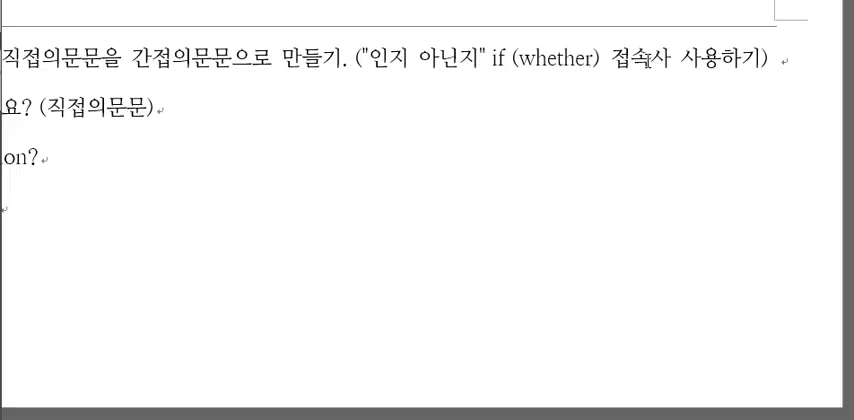 직접의문문을 간접의문문으로 만들기. ("인지 아닌지" if (whether) 접속사 사용하기)
요? (직접의문문)
ion?